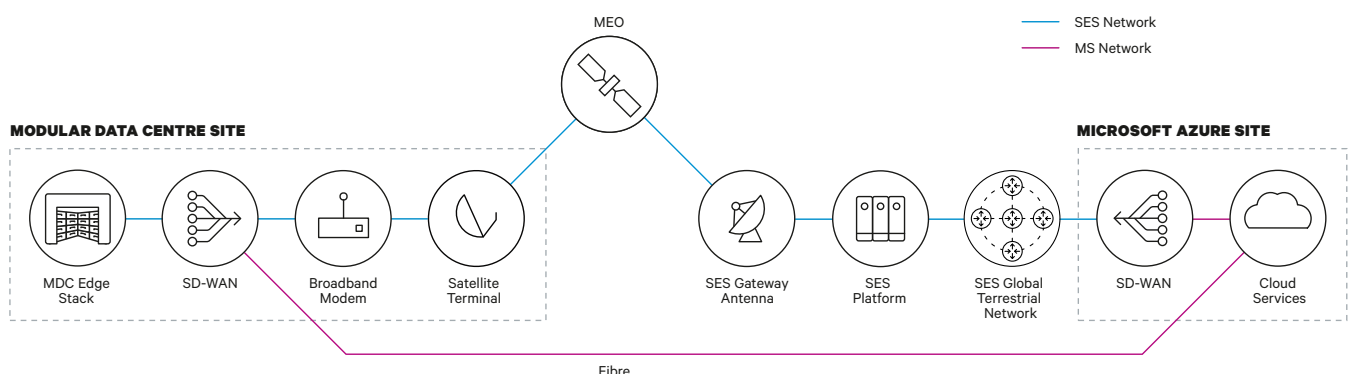 MEO
SES Network
MS Network
MODULAR DATA CENTRE SITE
MICROSOFT AZURE SITE
MDC Edge
Stack
SD-WAN
Broadband
Modem
Satellite
Terminal
SES Gateway
Antenna
SES
Platform
SES Global
Terrestrial
Network
SD-WAN
Cloud
Services
Fibre